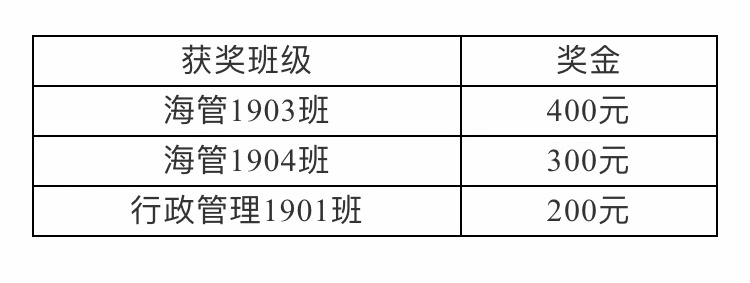 获奖班级 奖金
海管1903班 400元
海管1904班 300元
行政管理1901班 200元